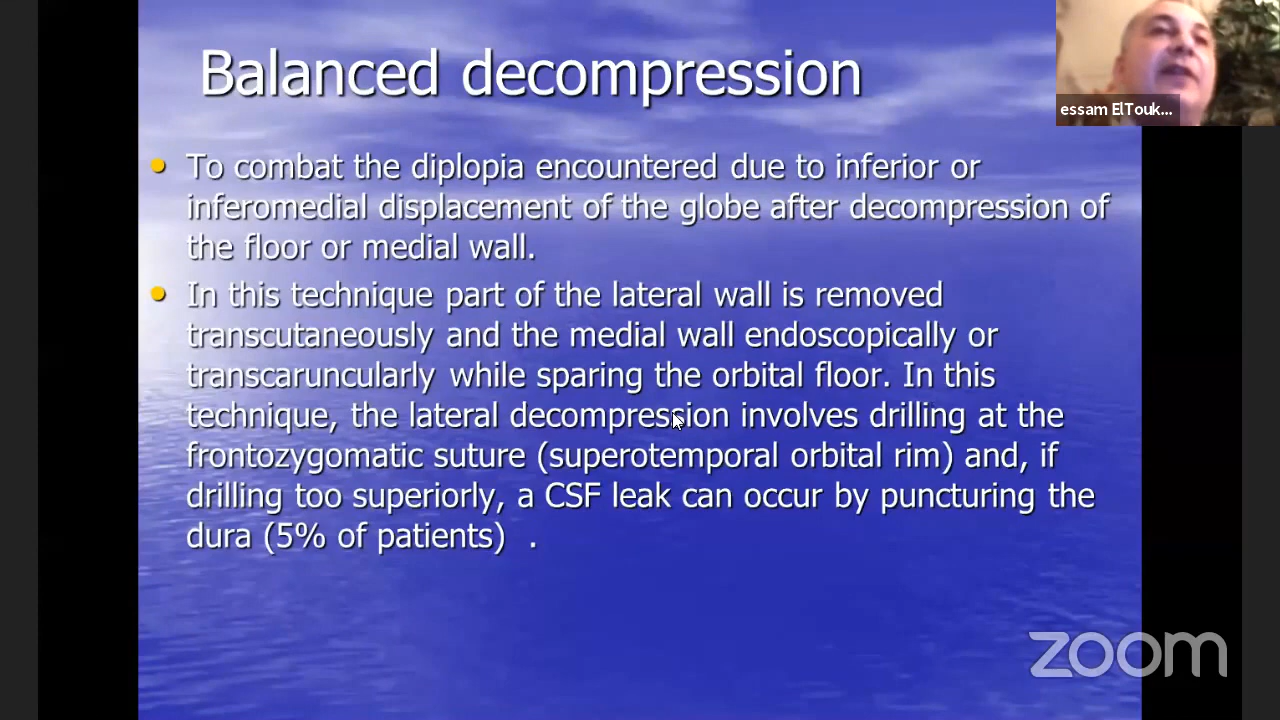 Balanced decompression
essam ElTouk...
To combat the diplopia encountered due to inferior or
inferomedial displacement of the globe after decompression of
the floor or medial wall.
In this technique part of the lateral wall is removed
transcutaneously and the medial wall endoscopically or
transcaruncularly while sparing the orbital floor. In this
technique, the lateral decompression involves drilling at the
frontozygomatic suture (superotemporal orbital rim) and, if
drilling too superiorly, a CSF leak can occur by puncturing the
dura (5% of patients) .
zoom